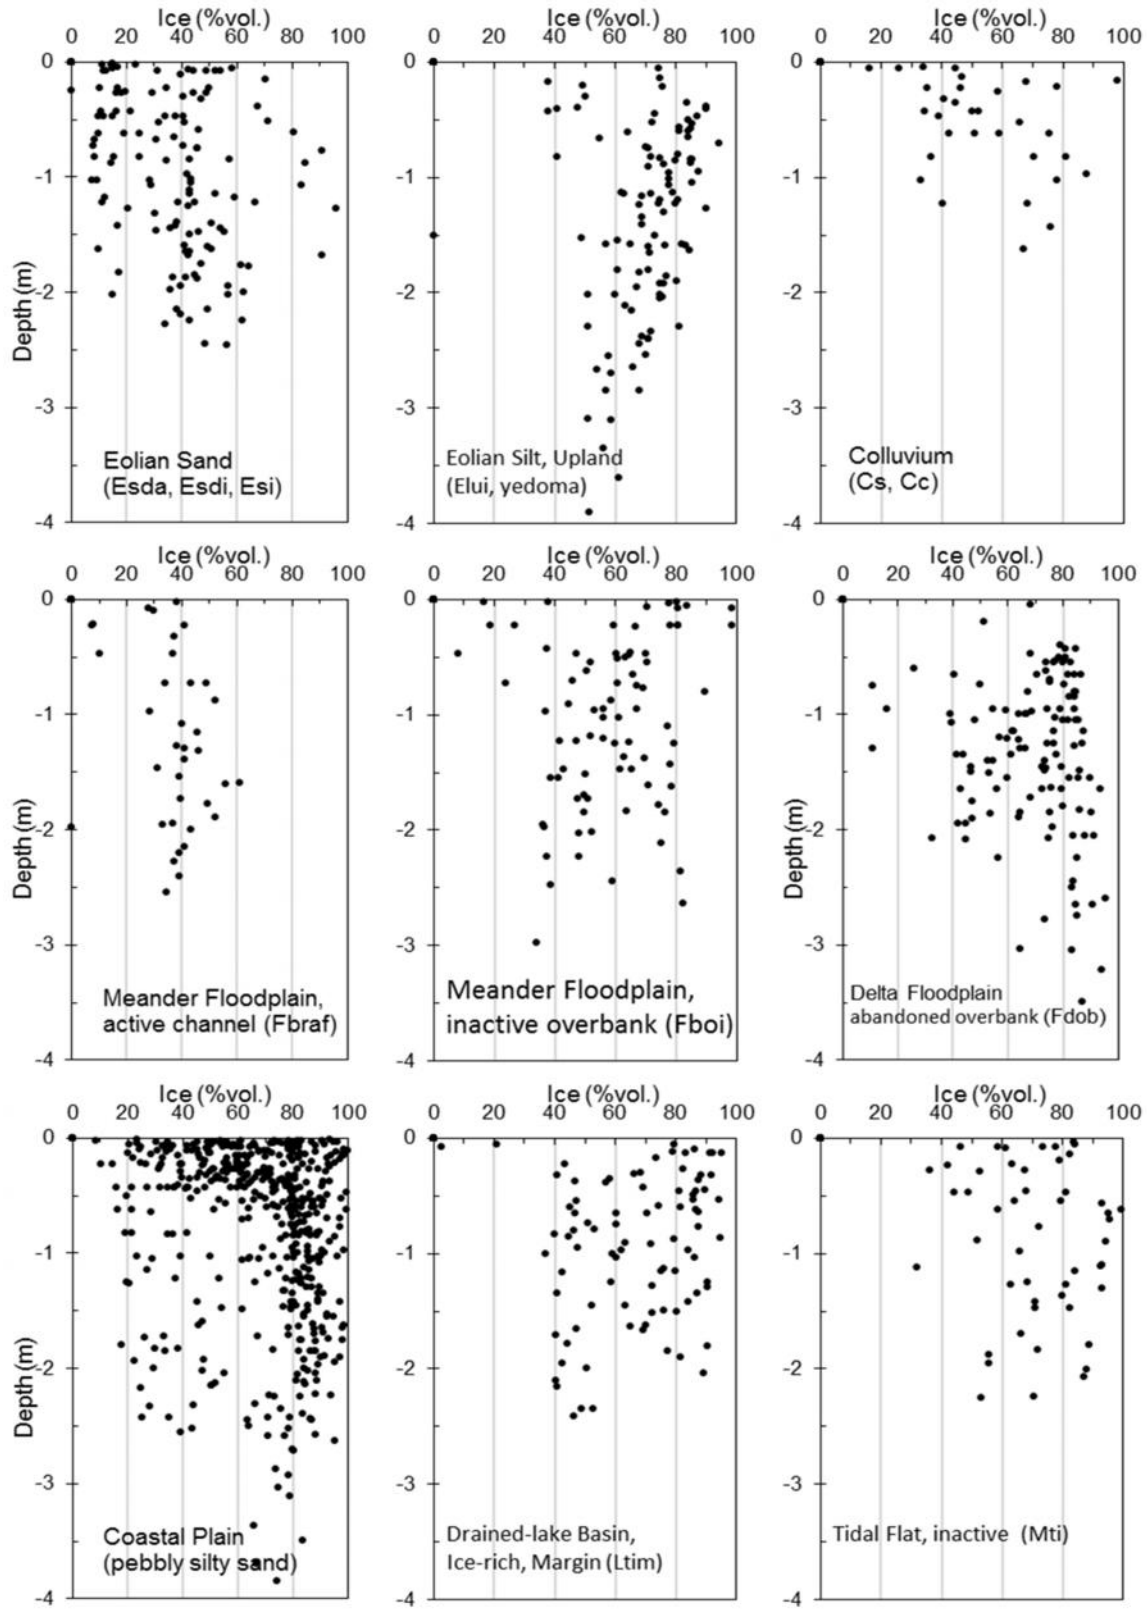 Ice (%vol.)
0 20 40 60 80 100
0
-1
-2
-3
-4
Depth (m)
Eolian Sand
(Esda, Esdi, Esi)
Ice (%vol.)
0 20 40 60 80 100
0
-1
-2
-3
-4
Eolian Silt, Upland
(Elui, yedoma)
Ice (%vol.)
0 20 40 60 80 100
0
-1
-2
-3
-4
Colluvium
(Cs, Cc)
Ice (%vol.)
0 20 40 60 80 100
0
-1
-2
-3
-4
Depth (m)
Meander Floodplain,
active channel (Fbraf)
Ice (%vol.)
0 20 40 60 80 100
0
-1
-2
-3
-4
Meander Floodplain,
inactive overbank (Fboi)
Ice (%vol.)
0 20 40 60 80 100
0
-1
-2
-3
-4
Depth (m)
Delta Floodplain
abandoned overbank (Fdob)
Ice (%vol.)
0 20 40 60 80 100
0
-1
-2
-3
-4
Depth (m)
Coastal Plain
(pebbly silty sand)
Ice (%vol.)
0 20 40 60 80 100
0
-1
-2
-3
-4
Drained-lake Basin,
Ice-rich, Margin (Ltim)
Ice (%vol.)
0 20 40 60 80 100
0
-1
-2
-3
-4
Tidal Flat, inactive (Mti)